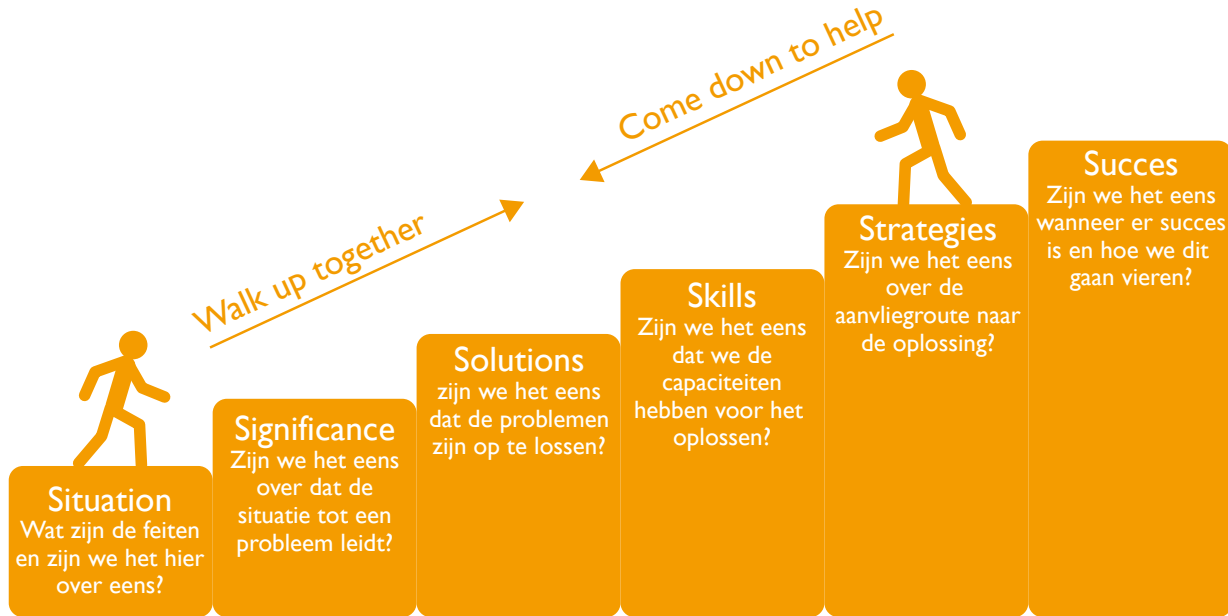 Come down to help
Walk up together
Situation
Wat zijn de feiten
en zijn we het hier
over eens?
Significance
Zijn we het eens
over dat de
situatie tot een
probleem leidt?
Solutions
zijn we het eens
dat de problemen
zijn op te lossen?
Skills
Zijn we het eens
dat we de
capaciteiten
hebben voor het
oplossen?
Strategies
Zijn we het eens
over de
aanvliegroute naar
de oplossing?
Succes
Zijn we het eens
wanneer er succes
is en hoe we dit
gaan vieren?